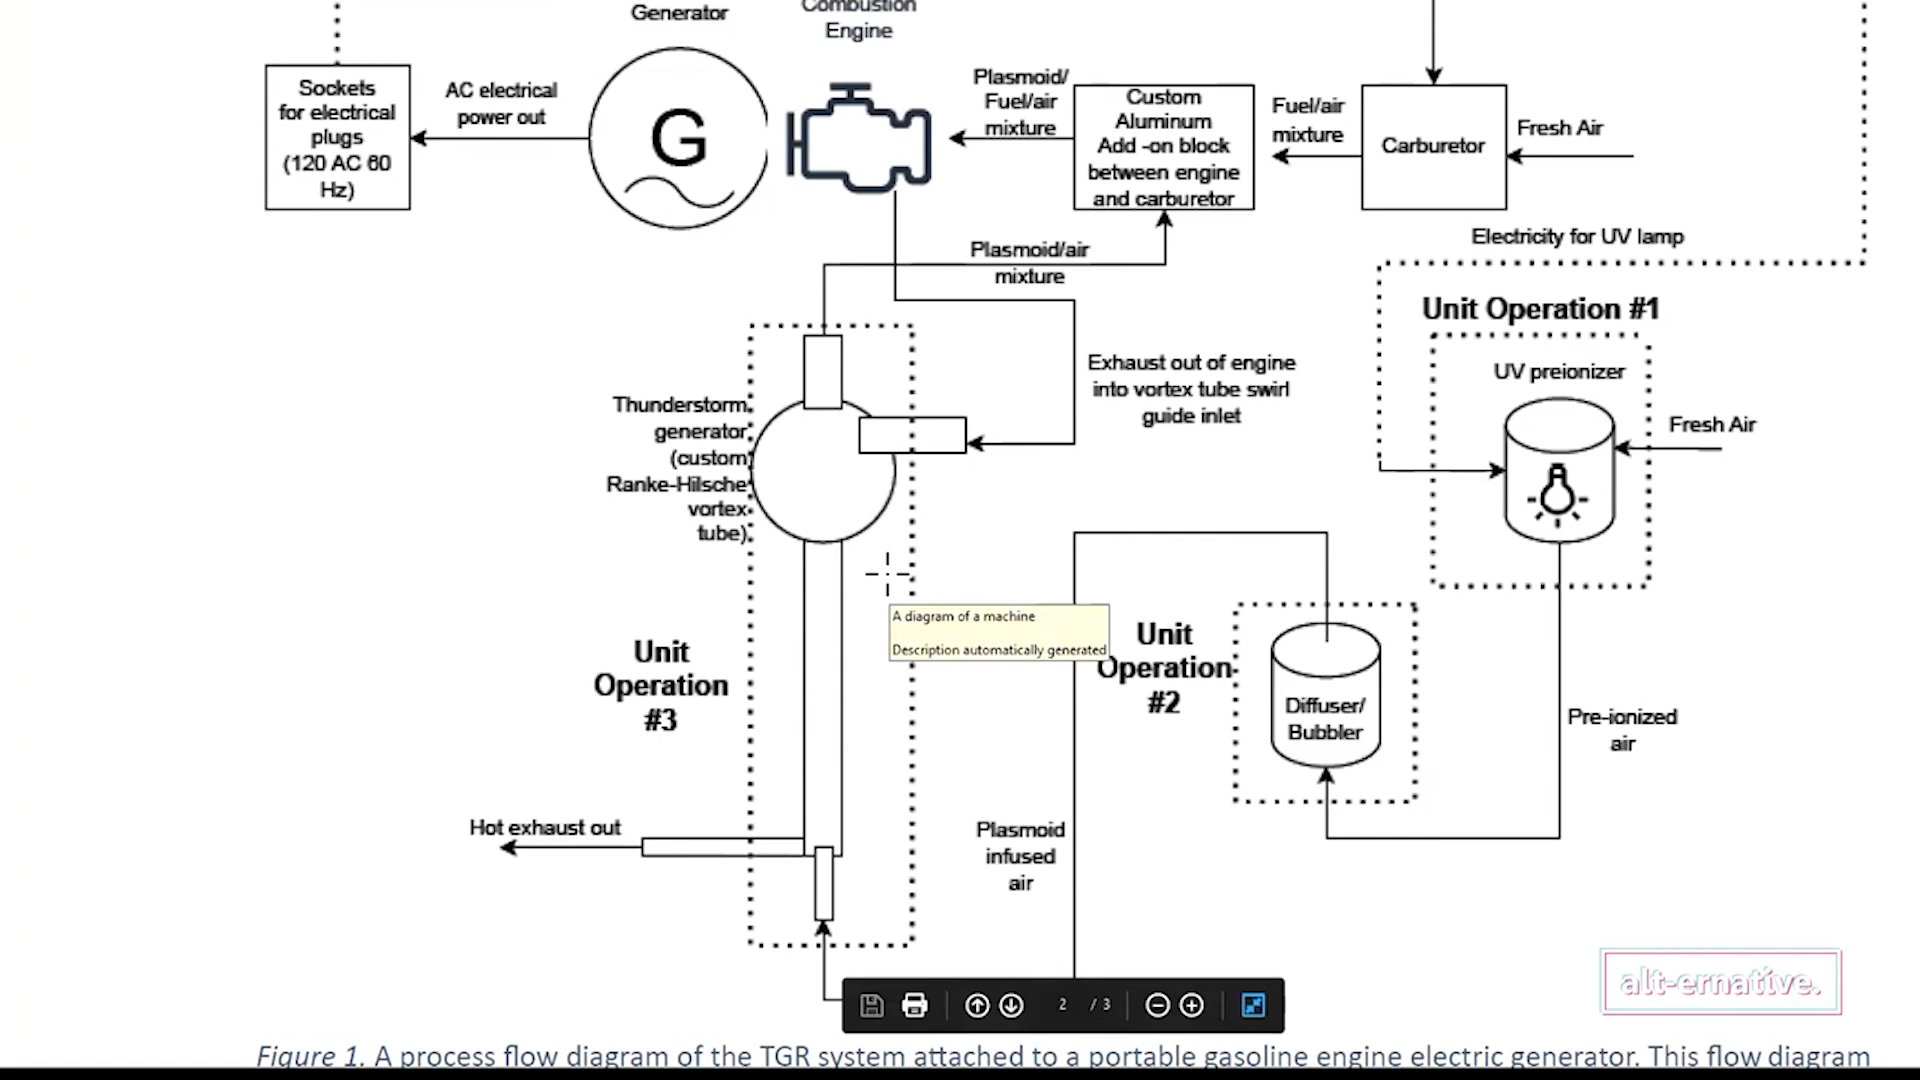 Generator
Combustion
Engine
Sockets
for electrical
plugs
(120 AC 60
Hz)
AC electrical
power out
G
Plasmoid/
Fuel/air
mixture
Custom
Aluminum
Add -on block
between engine
and carburetor
Fuel/air
mixture
Carburetor
Fresh Air
Plasmoid/air
mixture
Electricity for UV lamp
Unit Operation #1
UV preionizer
Fresh Air
Exhaust out of engine
into vortex tube swirl
guide inlet
Thunderstorm
generator
(custom
Ranke-Hilsche
vortex
tube)
A diagram of a machine
Description automatically generated
Unit
Operation
#3
Unit
Operation
#2
Diffuser/
Bubbler
Pre-ionized
air
Hot exhaust out
Plasmoid
infused
air
2 / 3
alt-ernative.
Figure 1. A process flow diagram of the TGR system attached to a portable gasoline engine electric generator. This flow diagram